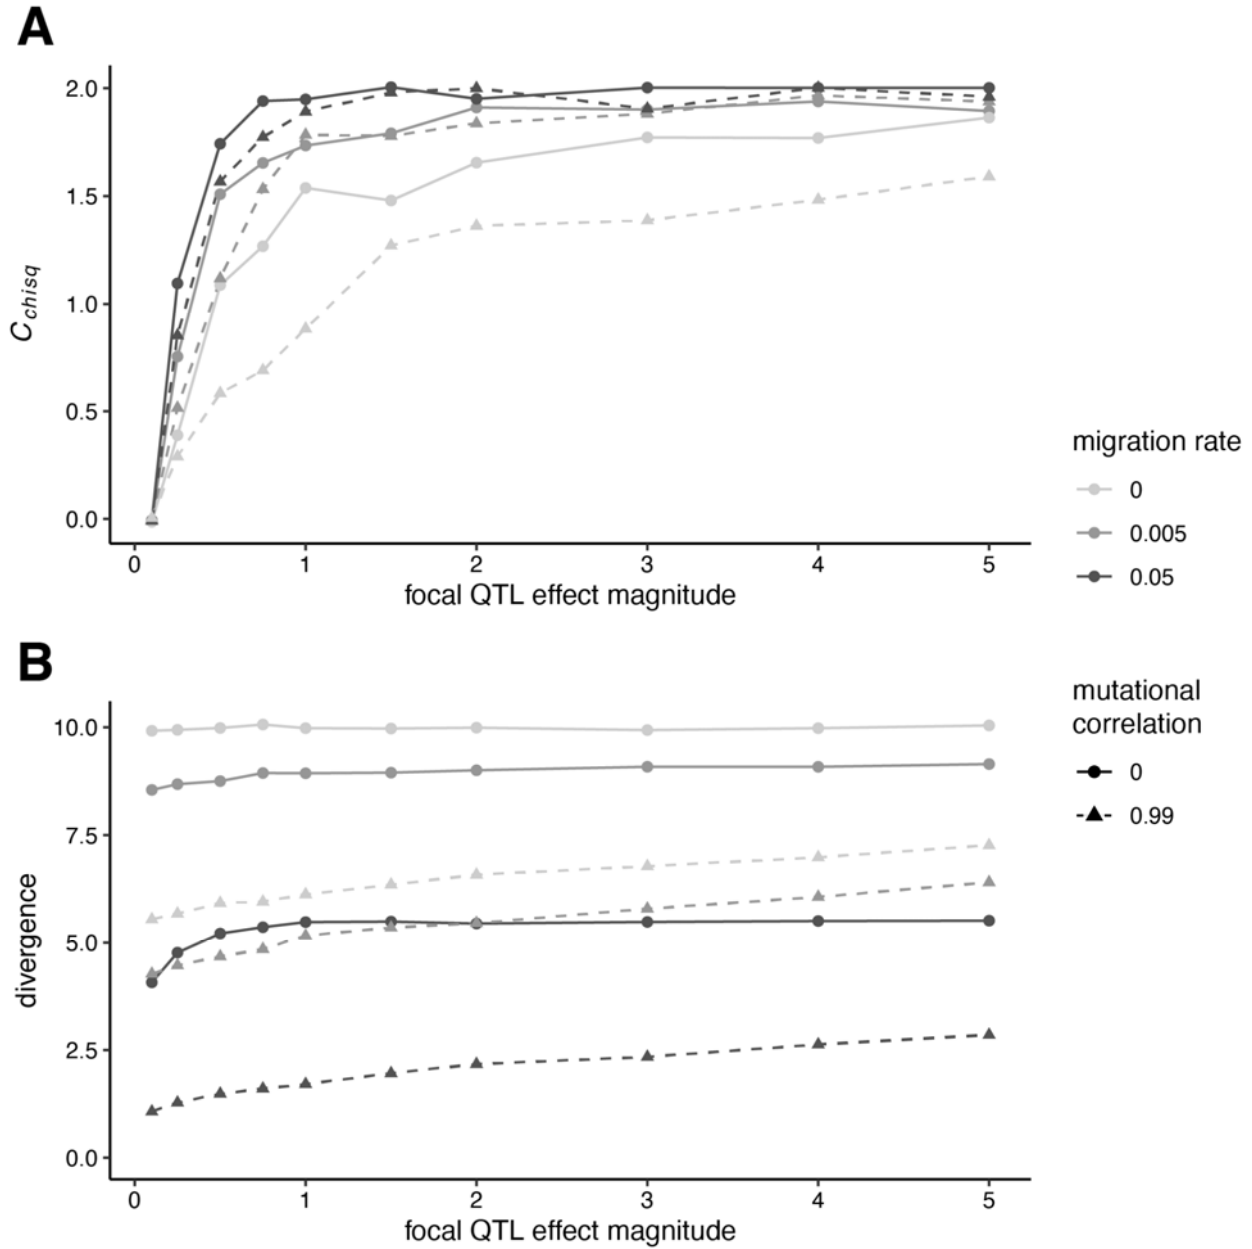 A
2.0
1.5
1.0
0.5
0.0
C chisq
0 1 2 3 4 5
focal QTL effect magnitude
migration rate
0
0.005
0.05
B
10.0
7.5
5.0
2.5
0.0
divergence
0 1 2 3 4 5
focal QTL effect magnitude
mutational
correlation
0
0.99